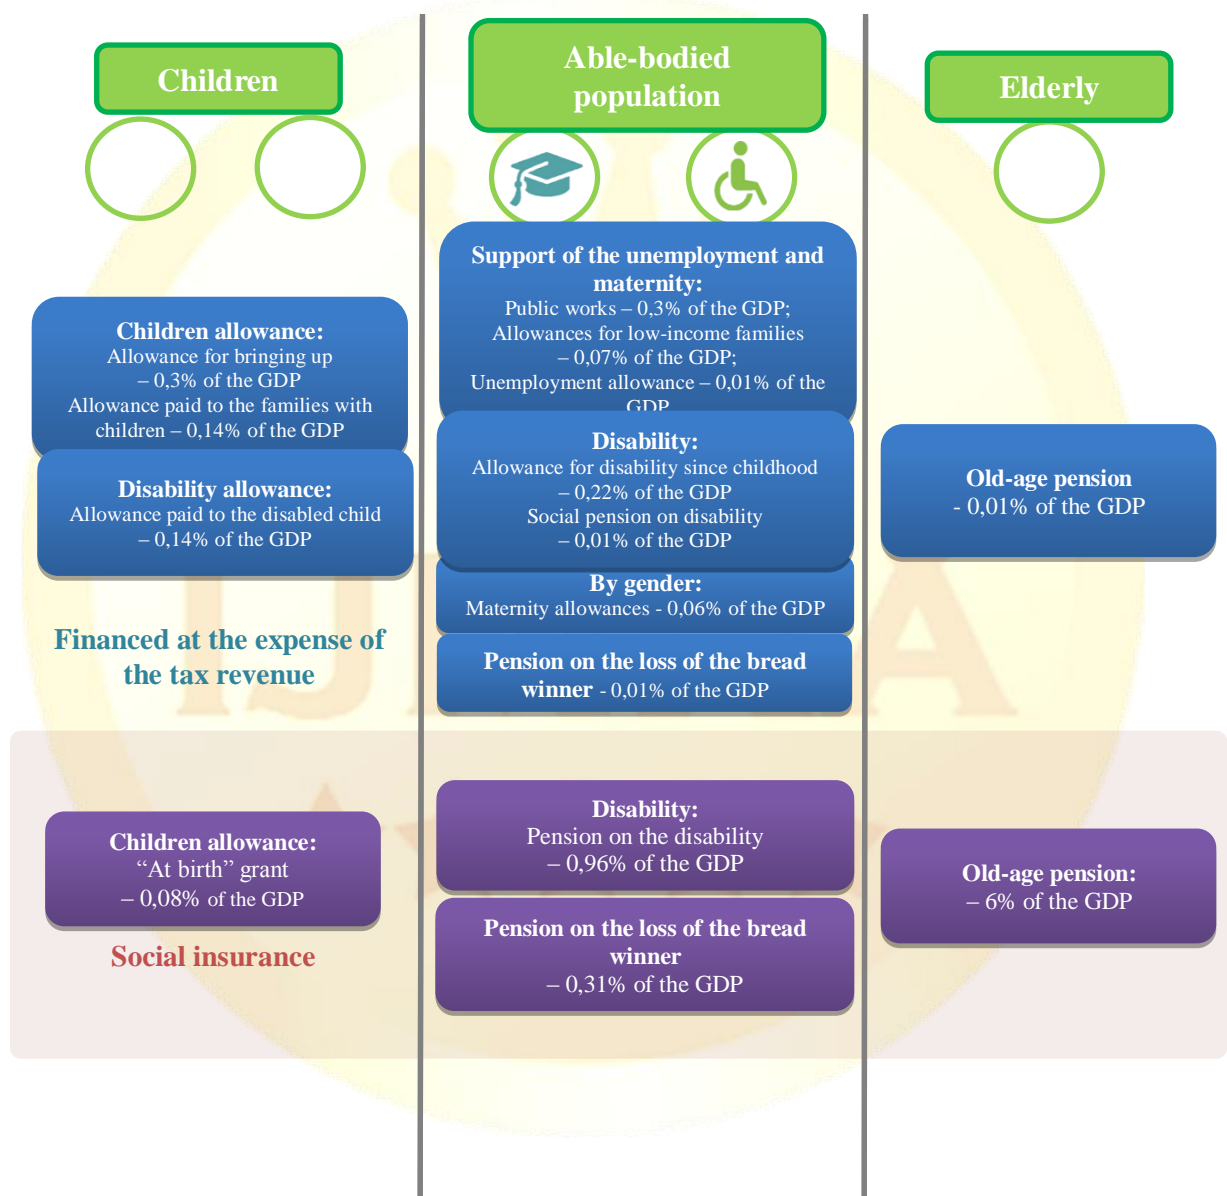 Children
Able-bodied
population
Elderly
Children allowance:
Allowance for bringing up
– 0,3% of the GDP
Allowance paid to the families with
children – 0,14% of the GDP
Disability allowance:
Allowance paid to the disabled child
– 0,14% of the GDP
Financed at the expense of
the tax revenue
Support of the unemployment and
maternity:
Public works – 0,3% of the GDP;
Allowances for low-income families
– 0,07% of the GDP;
Unemployment allowance – 0,01% of the
GDP
Disability:
Allowance for disability since childhood
– 0,22% of the GDP
Social pension on disability
– 0,01% of the GDP
By gender:
Maternity allowances - 0,06% of the GDP
Pension on the loss of the bread
winner - 0,01% of the GDP
Old-age pension
- 0,01% of the GDP
Children allowance:
“At birth” grant
– 0,08% of the GDP
Social insurance
Disability:
Pension on the disability
– 0,96% of the GDP
Pension on the loss of the bread
winner
– 0,31% of the GDP
Old-age pension:
– 6% of the GDP